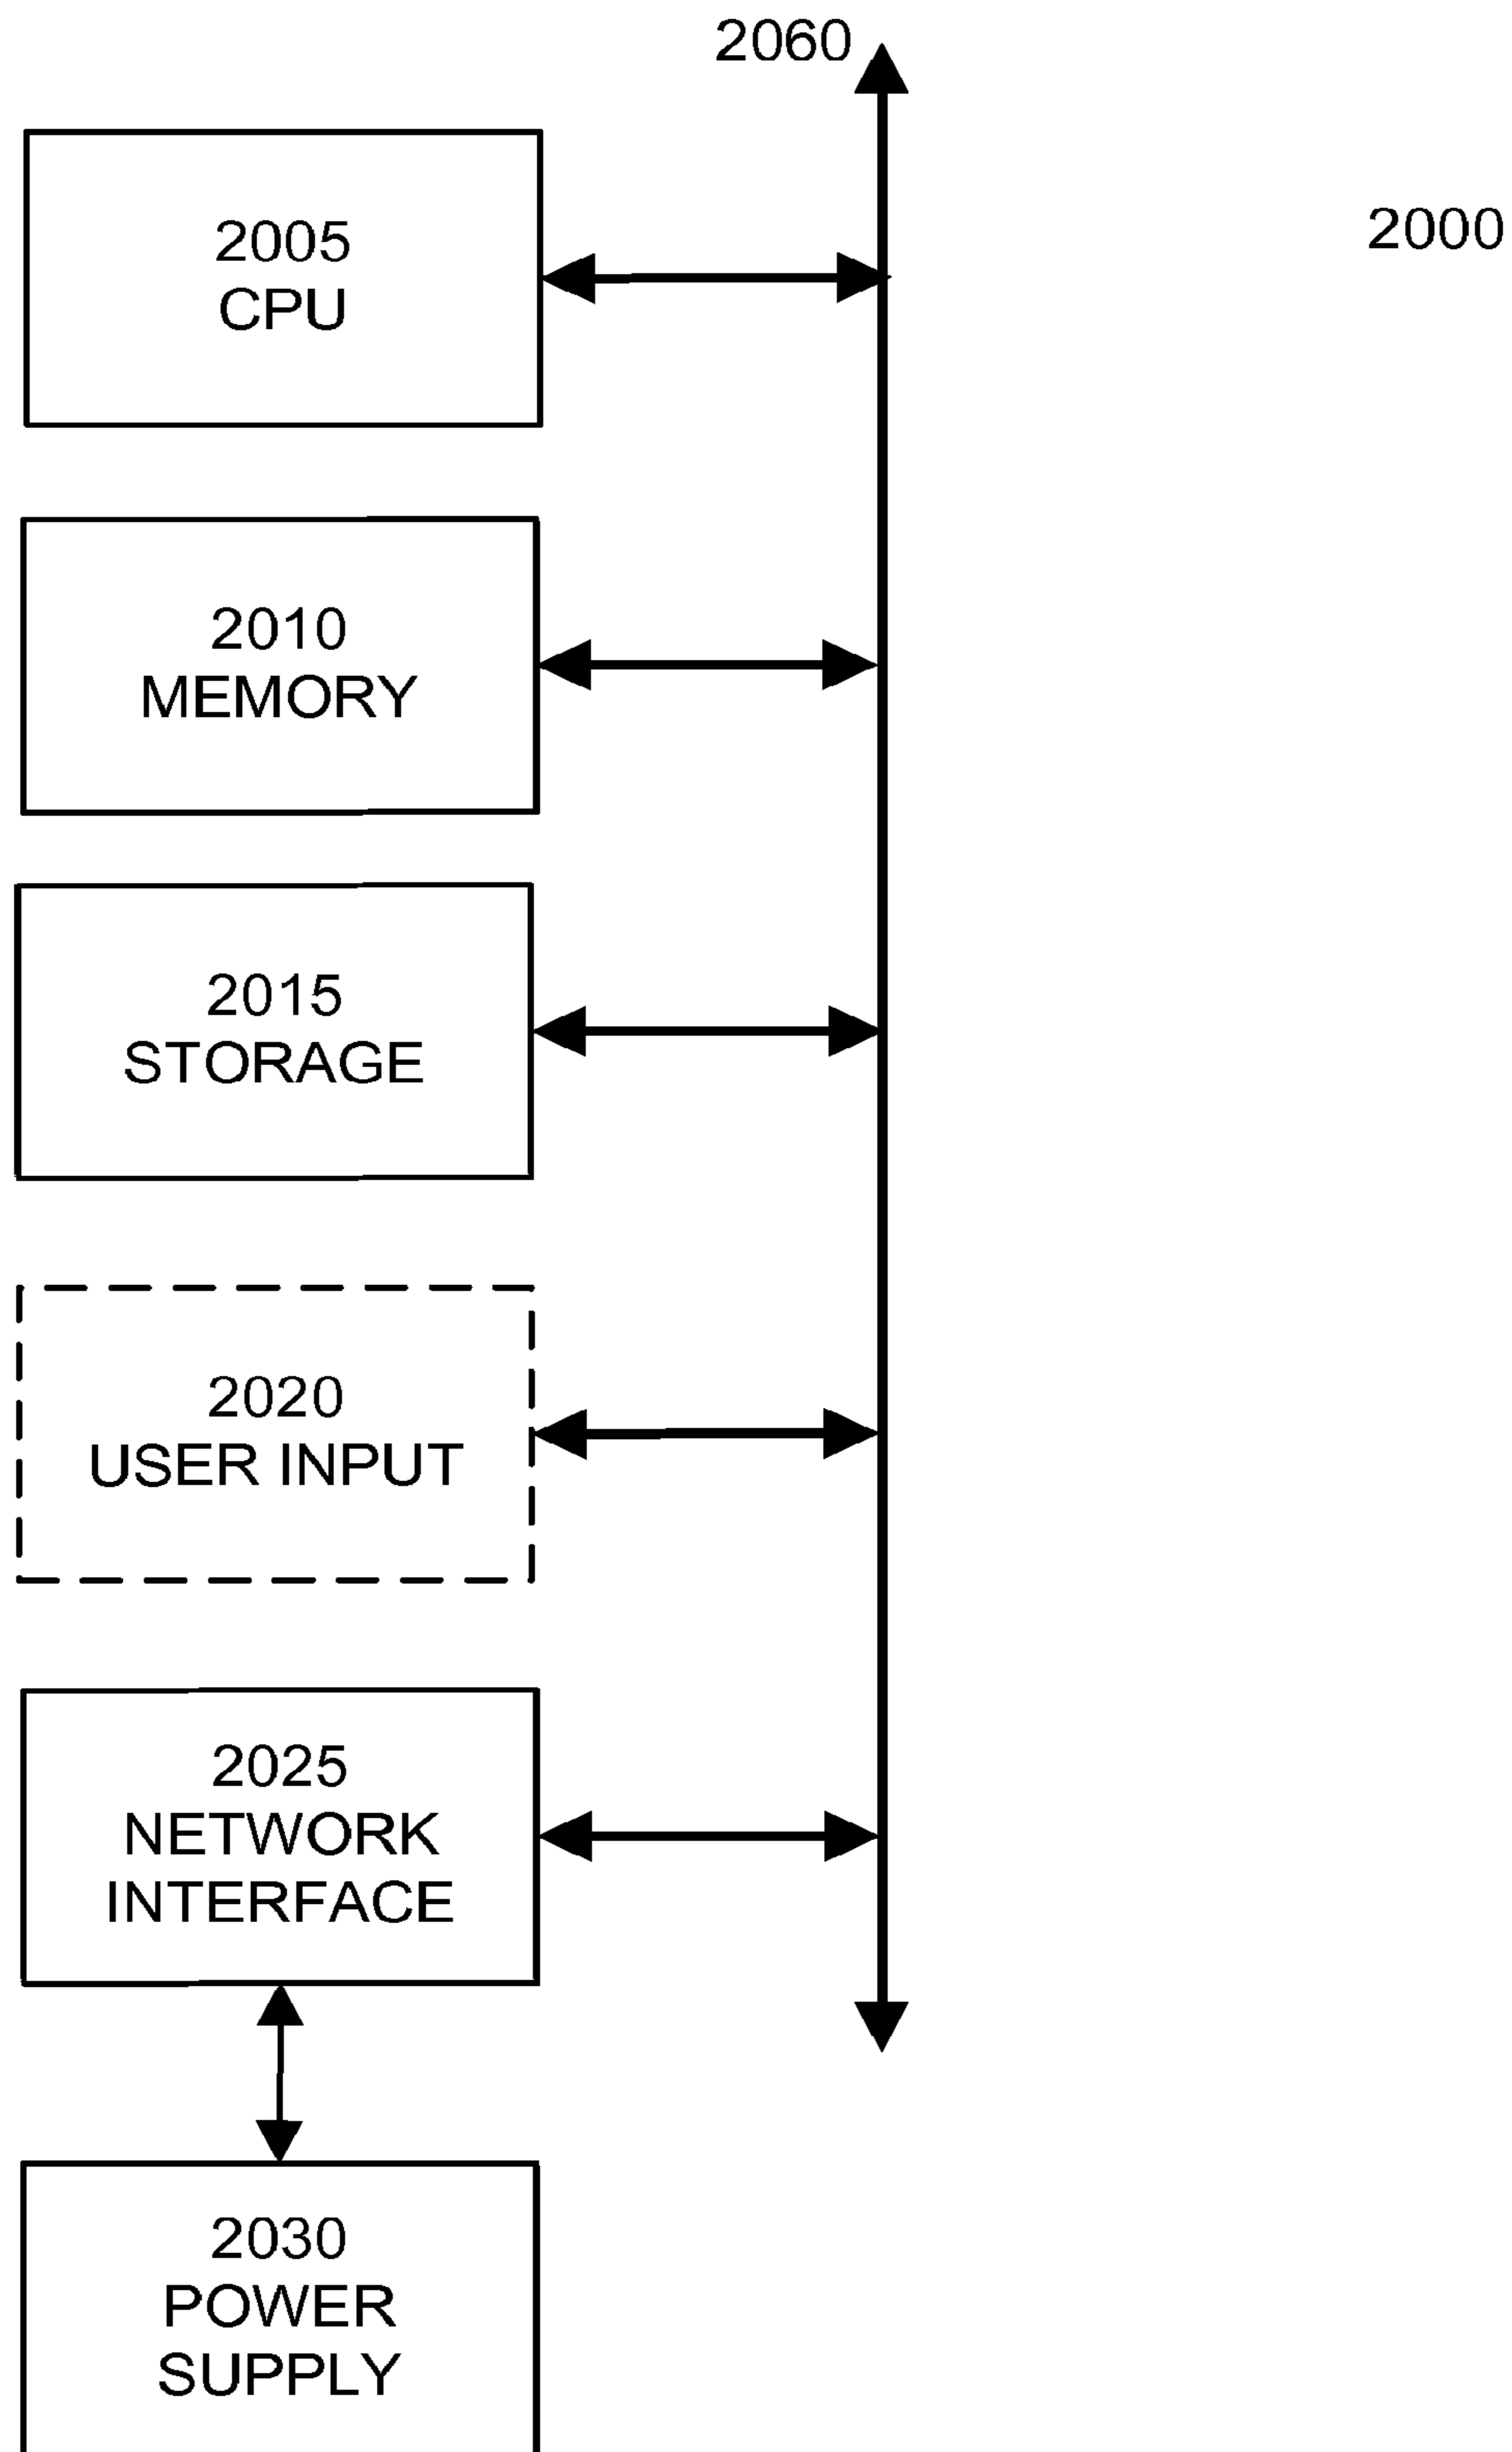 2060
2000
2005
CPU
2010
MEMORY
2015
STORAGE
2020
USER INPUT
2025
NETWORK
INTERFACE
2030
POWER
SUPPLY